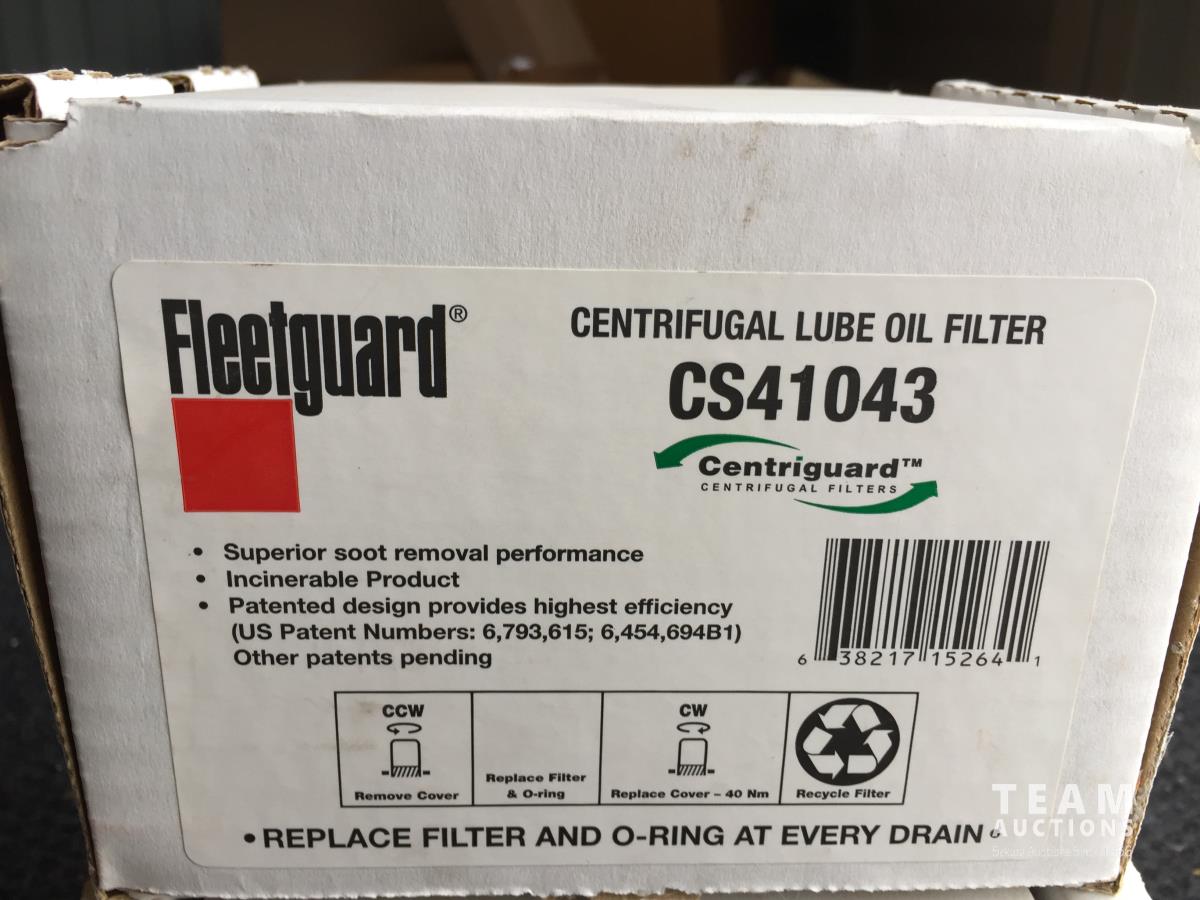 Fleetguard®
CENTRIFUGAL LUBE OIL FILTER
CS41043
Centriguard™
CENTRIFUGAL FILTERS
• Superior soot removal performance
• Incinerable Product
• Patented design provides highest efficiency
(US Patent Numbers: 6,793,615; 6,454,694B1)
Other patents pending
6 38217 15264 1
CCW
Remove Cover
Replace Filter
& O-ring
CW
Replace Cover – 40 Nm
Recycle Filter
• REPLACE FILTER AND O-RING AT EVERY DRAIN •
TEAM
AUCTIONS